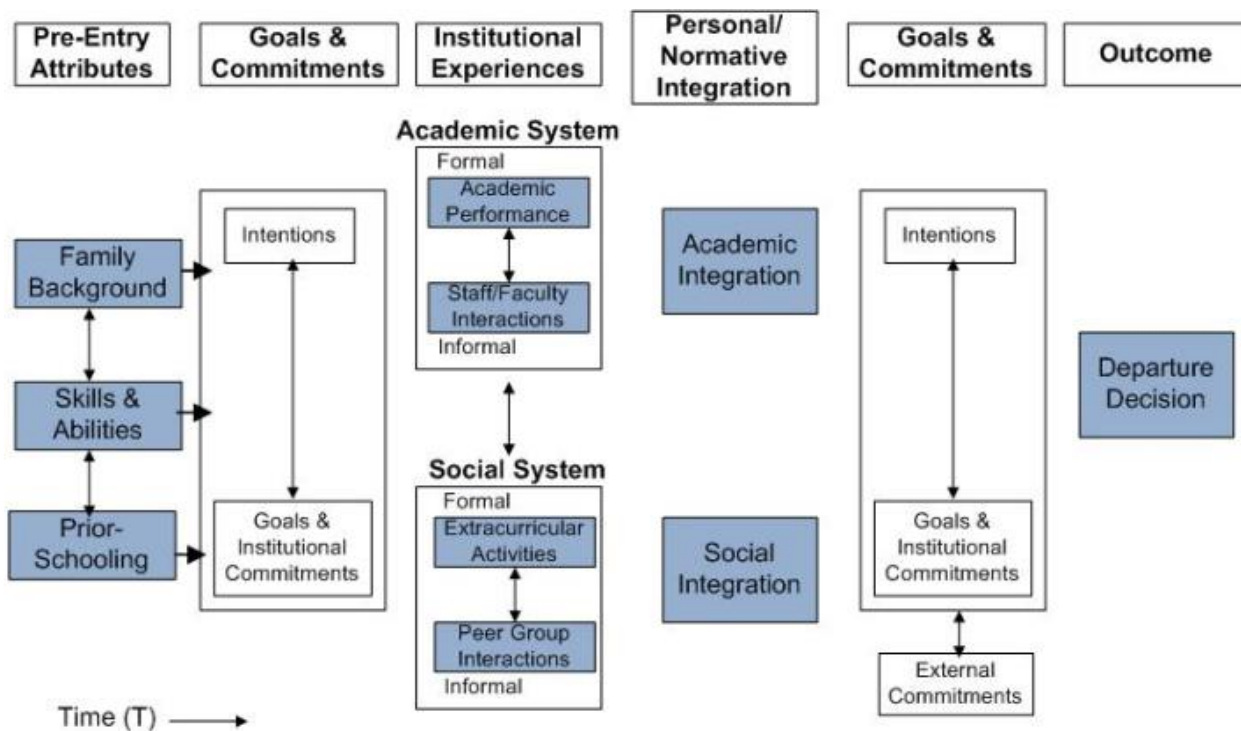 Pre-Entry
Attributes
Goals &
Commitments
Institutional
Experiences
Personal/
Normative
Integration
Goals &
Commitments
Outcome
Family
Background
Skills &
Abilities
Prior-
Schooling
Intentions
Goals &
Institutional
Commitments
Academic System
Formal
Academic
Performance
Staff/Faculty
Interactions
Informal
Social System
Formal
Extracurricular
Activities
Peer Group
Interactions
Informal
Academic
Integration
Social
Integration
Intentions
Goals &
Institutional
Commitments
External
Commitments
Departure
Decision
Time (T)